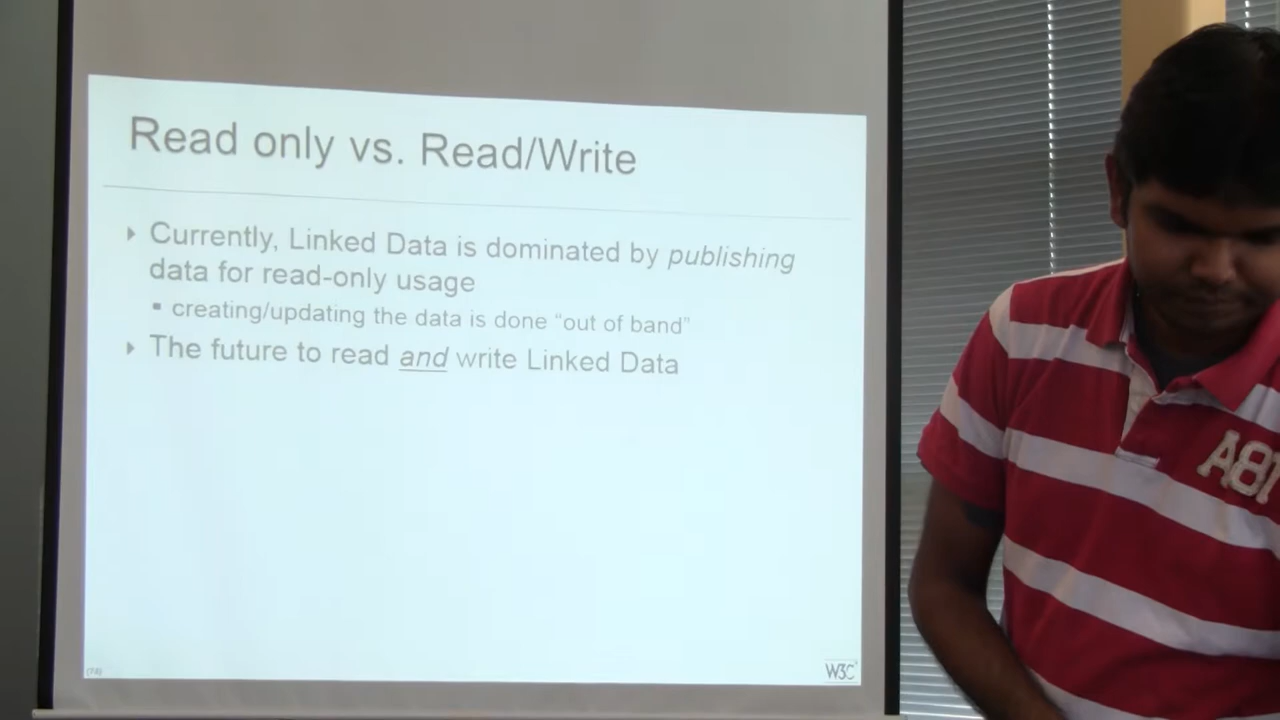 Read only vs. Read/Write
Currently, Linked Data is dominated by publishing
data for read-only usage
creating/updating the data is done “out of band”
The future to read and write Linked Data
W3C